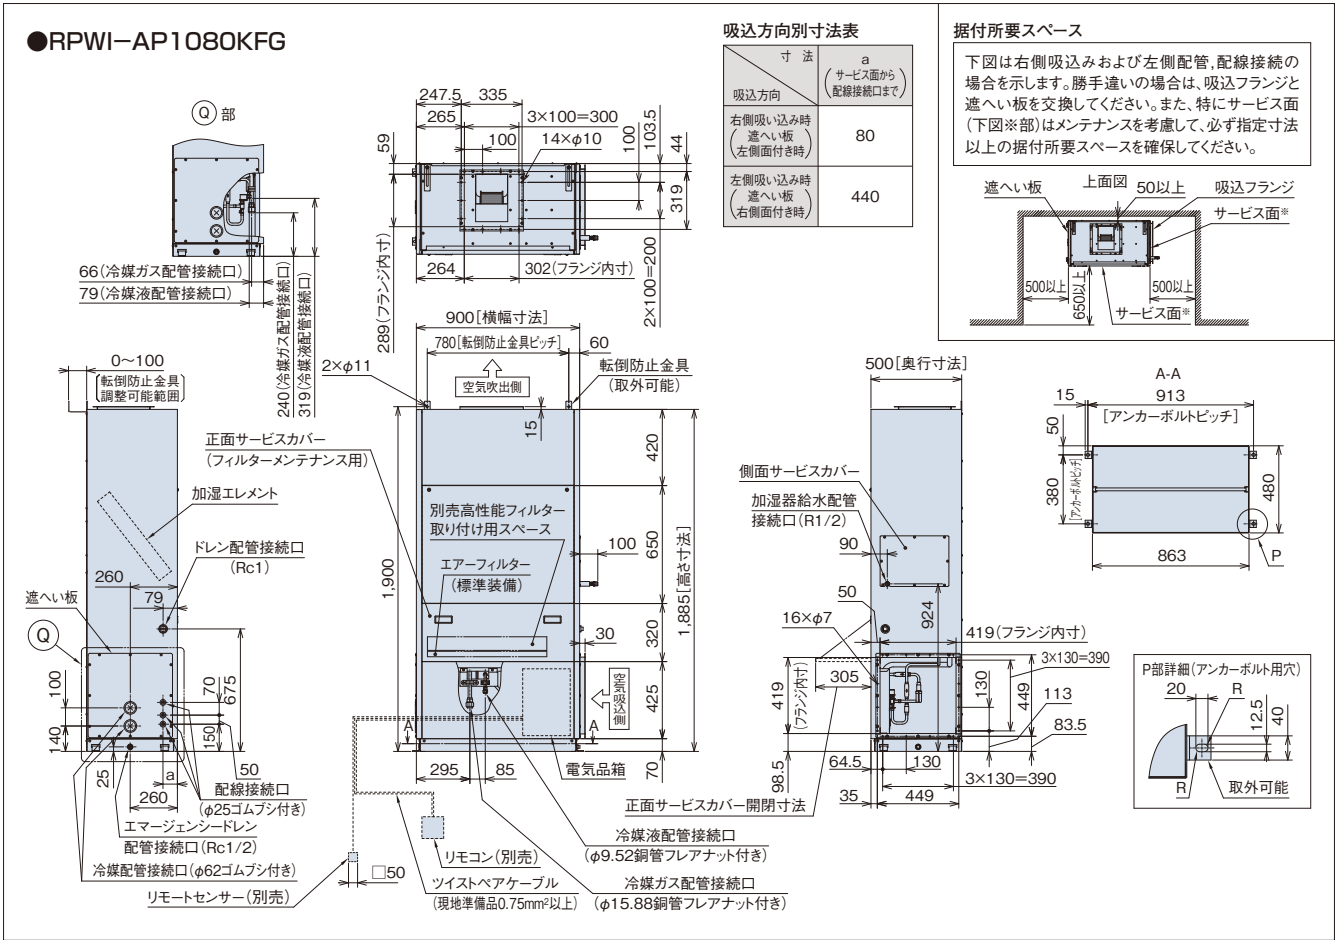 ●RPWI−AP1080KFG
Q 部
66(冷媒ガス配管接続口)
79(冷媒液配管接続口)
240(冷媒ガス配管接続口)
319(冷媒液配管接続口)
247.5
335
265
3×100=300
100
14×φ10
59
100
103.5
44
319
289(フランジ内寸)
264
302(フランジ内寸)
2×100=200
吸込方向別寸法表
寸 法
吸込方向
a
(サービス面から
配線接続口まで)
右側吸い込み時
(遮へい板
左側面付き時)
80
左側吸い込み時
(遮へい板
右側面付き時)
440
据付所要スペース
下図は右側吸込みおよび左側配管,配線接続の
場合を示します。勝手違いの場合は、吸込フランジと
遮へい板を交換してください。また、特にサービス面
(下図※部)はメンテナンスを考慮して、必ず指定寸法
以上の据付所要スペースを確保してください。
遮へい板
上面図
50以上
吸込フランジ
サービス面※
500以上
650以上
500以上
サービス面※
0〜100
[転倒防止金具
調整可能範囲]
加湿エレメント
ドレン配管接続口
(Rc1)
260
79
遮へい板
Q
100
140
70
675
150
50
25
a
260
配線接続口
(φ25ゴムブシ付き)
エマージェンシードレン
配管接続口(Rc1/2)
冷媒配管接続口(φ62ゴムブシ付き)
リモートセンサー(別売)
900[横幅寸法]
780[転倒防止金具ピッチ]
60
2×φ11
空気吹出側
転倒防止金具
(取外可能)
15
正面サービスカバー
(フィルターメンテナンス用)
別売高性能フィルター
取り付け用スペース
エアーフィルター
(標準装備)
1,900
420
650
100
1,885[高さ寸法]
320
30
425
空気吸込側
A
A
70
295
85
電気品箱
正面サービスカバー開閉寸法
冷媒液配管接続口
(φ9.52銅管フレアナット付き)
リモコン(別売)
□50
ツイストペアケーブル
(現地準備品0.75mm²以上)
冷媒ガス配管接続口
(φ15.88銅管フレアナット付き)
500[奥行寸法]
側面サービスカバー
加湿器給水配管
接続口(R1/2)
90
50
924
16×φ7
419(フランジ内寸)
305
419
(フランジ内寸)
3×130=390
130
449
113
83.5
98.5
64.5
130
3×130=390
35
449
A-A
15
913
[アンカーボルトピッチ]
50
380
[アンカーボルトピッチ]
480
863
P
P部詳細(アンカーボルト用穴)
20
R
12.5
40
R
取外可能